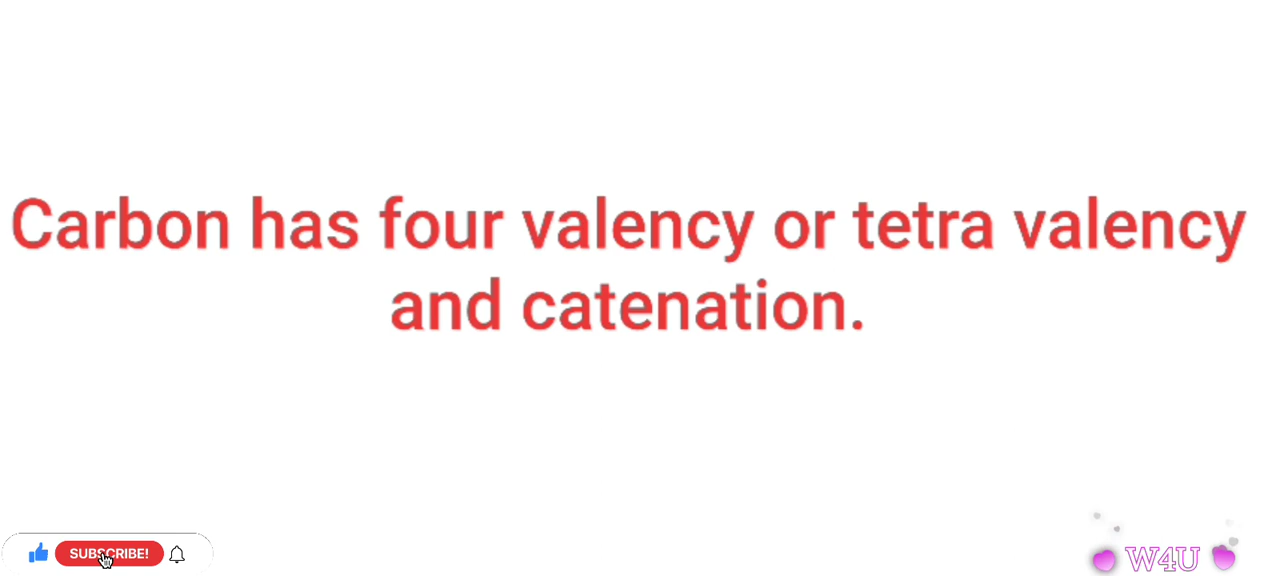 Carbon has four valency or tetra valency
and catenation.
SUBSCRIBE!
W4U